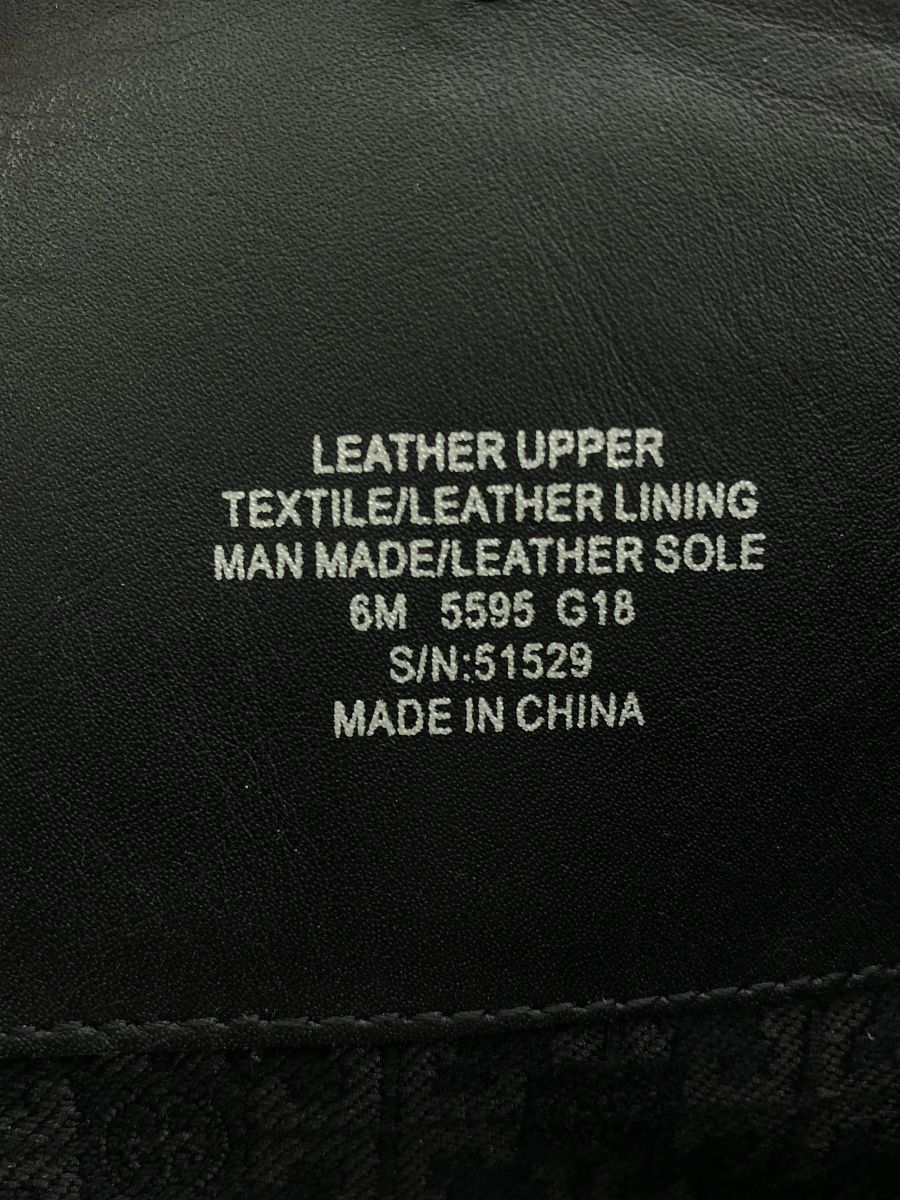 LEATHER UPPER
TEXTILE/LEATHER LINING
MAN MADE/LEATHER SOLE
6M 5595 G18
S/N:51529
MADE IN CHINA